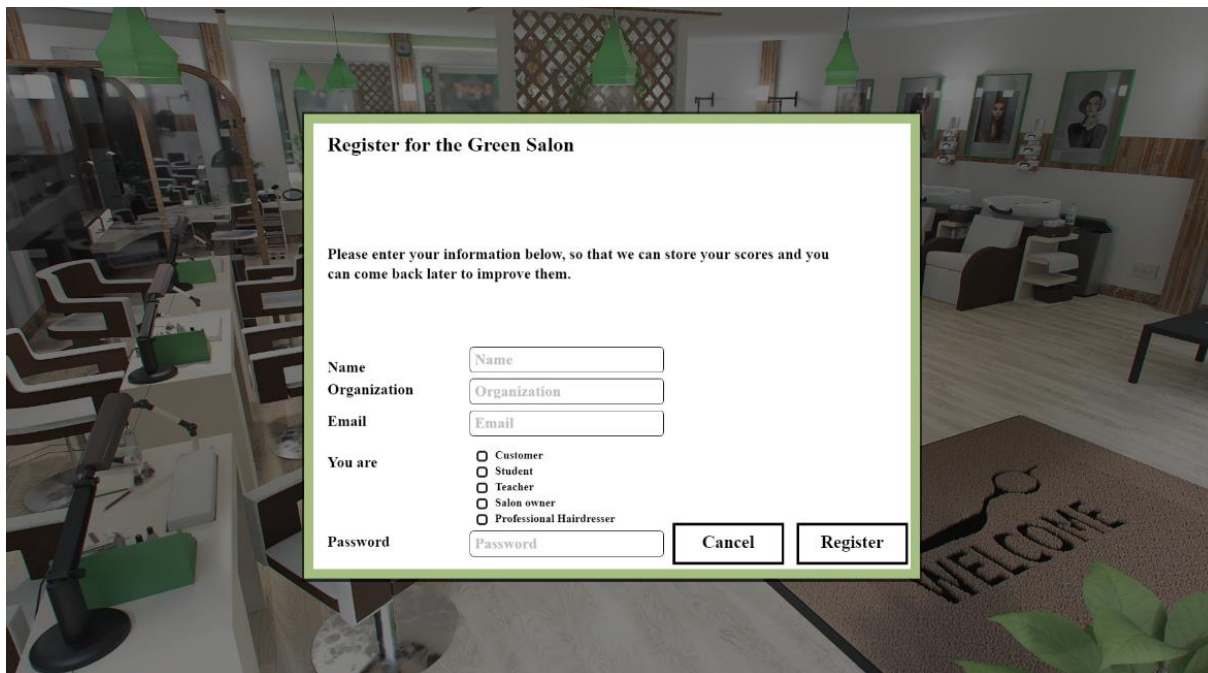 Register for the Green Salon
Please enter your information below, so that we can store your scores and you
can come back later to improve them.
Name
Name
Organization
Organization
Email
Email
You are
Customer
Student
Teacher
Salon owner
Professional Hairdresser
Password
Password
Cancel
Register
WELCOME